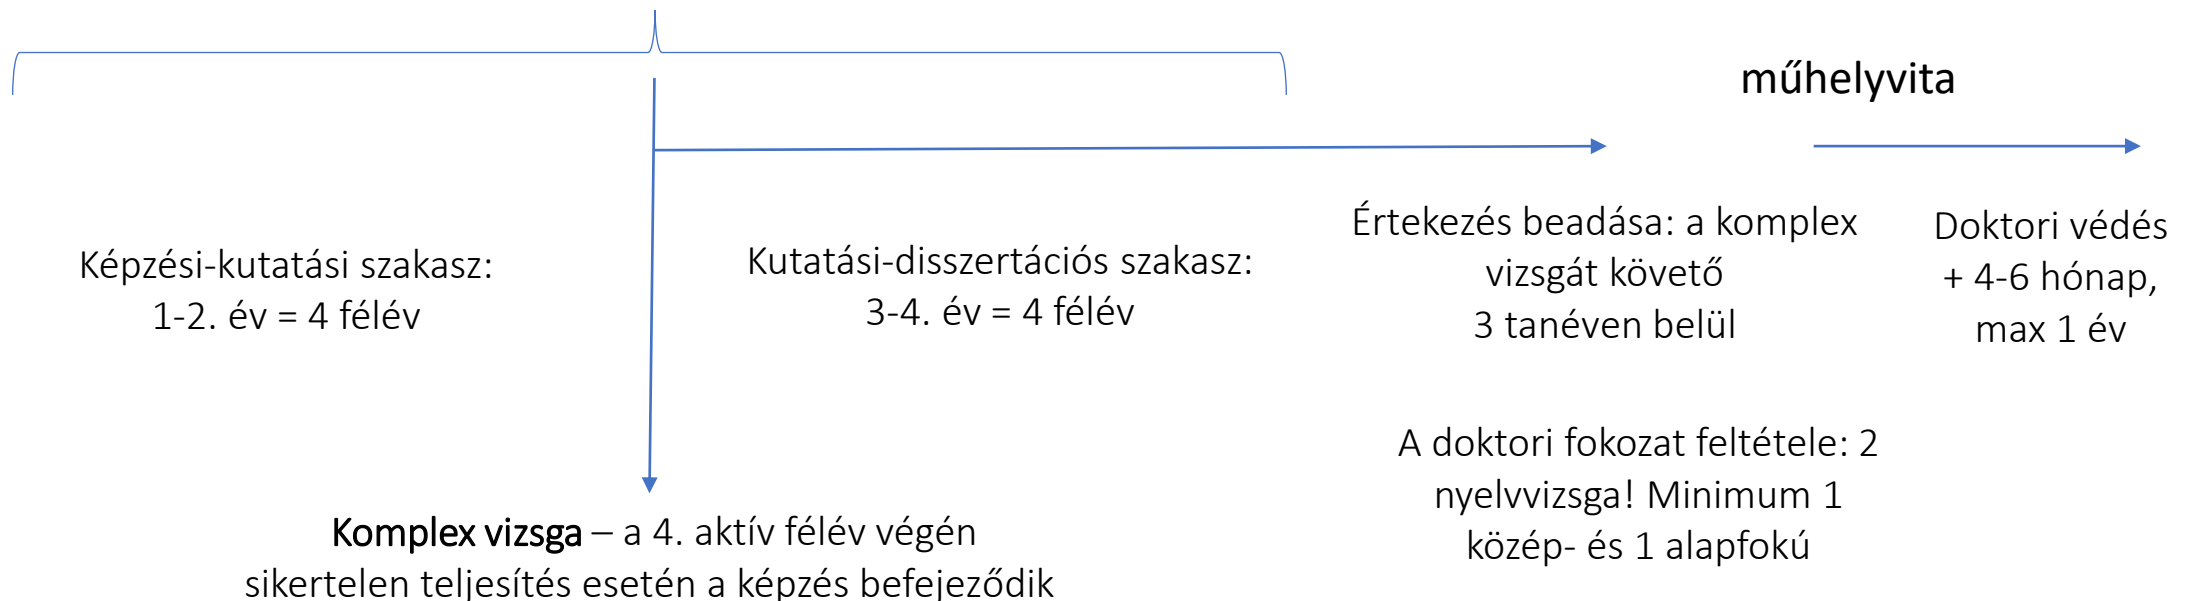 műhelyvita
Képzési-kutatási szakasz:
1-2. év = 4 félév
Kutatási-disszertációs szakasz:
3-4. év = 4 félév
Értekezés beadása: a komplex
vizsgát követő
3 tanéven belül
Doktori védés
+ 4-6 hónap,
max 1 év
A doktori fokozat feltétele: 2
nyelvvizsga! Minimum 1
közép- és 1 alapfokú
Komplex vizsga – a 4. aktív félév végén
sikertelen teljesítés esetén a képzés befejeződik